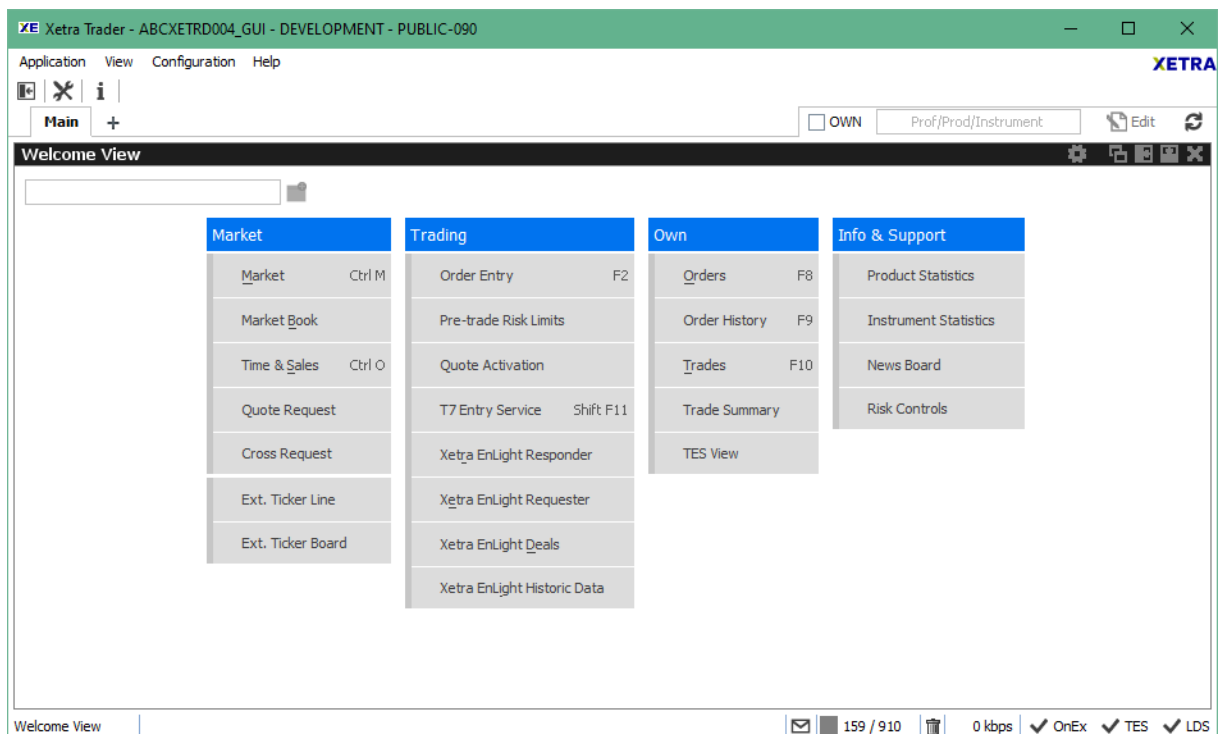 XE Xetra Trader - ABCXETRD004_GUI - DEVELOPMENT - PUBLIC-090
Application View Configuration Help
XETRA
i
Main + OWN Prof/Prod/Instrument Edit
Welcome View
Market
Market Ctrl M
Market Book
Time & Sales Ctrl O
Quote Request
Cross Request
Ext. Ticker Line
Ext. Ticker Board
Trading
Order Entry F2
Pre-trade Risk Limits
Quote Activation
T7 Entry Service Shift F11
Xetra EnLight Responder
Xetra EnLight Requester
Xetra EnLight Deals
Xetra EnLight Historic Data
Own
Orders F8
Order History F9
Trades F10
Trade Summary
TES View
Info & Support
Product Statistics
Instrument Statistics
News Board
Risk Controls
Welcome View 159 / 910 0 kbps OnEx TES LDS